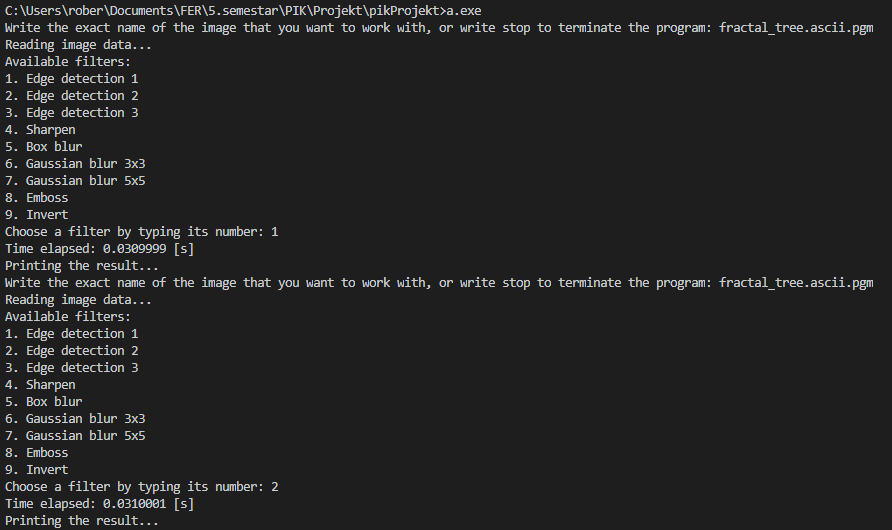 C:\Users\rober\Documents\FER\5.semestar\PIK\Projekt\pikProjekt>a.exe
Write the exact name of the image that you want to work with, or write stop to terminate the program: fractal_tree.ascii.pgm
Reading image data...
Available filters:
1. Edge detection 1
2. Edge detection 2
3. Edge detection 3
4. Sharpen
5. Box blur
6. Gaussian blur 3x3
7. Gaussian blur 5x5
8. Emboss
9. Invert
Choose a filter by typing its number: 1
Time elapsed: 0.0309999 [s]
Printing the result...
Write the exact name of the image that you want to work with, or write stop to terminate the program: fractal_tree.ascii.pgm
Reading image data...
Available filters:
1. Edge detection 1
2. Edge detection 2
3. Edge detection 3
4. Sharpen
5. Box blur
6. Gaussian blur 3x3
7. Gaussian blur 5x5
8. Emboss
9. Invert
Choose a filter by typing its number: 2
Time elapsed: 0.0310001 [s]
Printing the result...